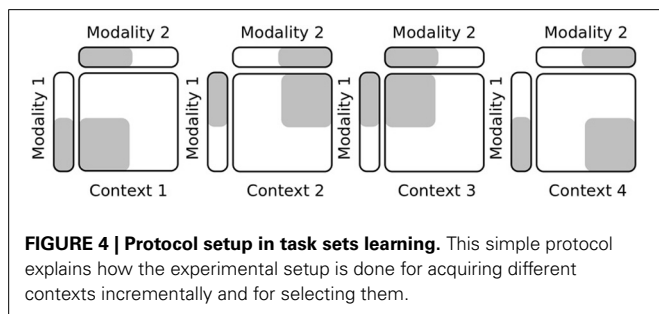 Modality 2 Modality 2 Modality 2 Modality 2
Modality 1 Modality 1 Modality 1 Modality 1
Context 1 Context 2 Context 3 Context 4
FIGURE 4 | Protocol setup in task sets learning. This simple protocol
explains how the experimental setup is done for acquiring different
contexts incrementally and for selecting them.